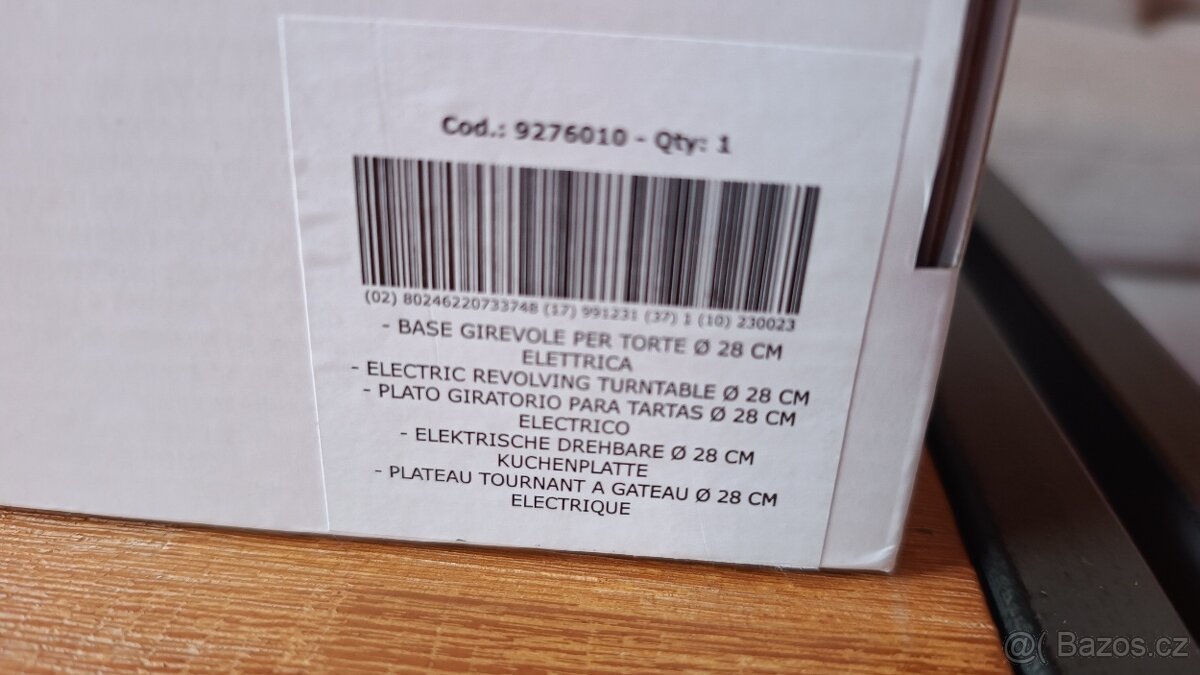 Cod.: 9276010 - Qty: 1
(02) 80246220733748 (17) 991231 (37) 1 (10) 230023
- BASE GIREVOLE PER TORTE Ø 28 CM
ELETTRICA
- ELECTRIC REVOLVING TURNTABLE Ø 28 CM
- PLATO GIRATORIO PARA TARTAS Ø 28 CM
ELECTRICO
- ELEKTRISCHE DREHBARE Ø 28 CM
KUCHENPLATTE
- PLATEAU TOURNANT A GATEAU Ø 28 CM
ELECTRIQUE
@( Bazos.cz